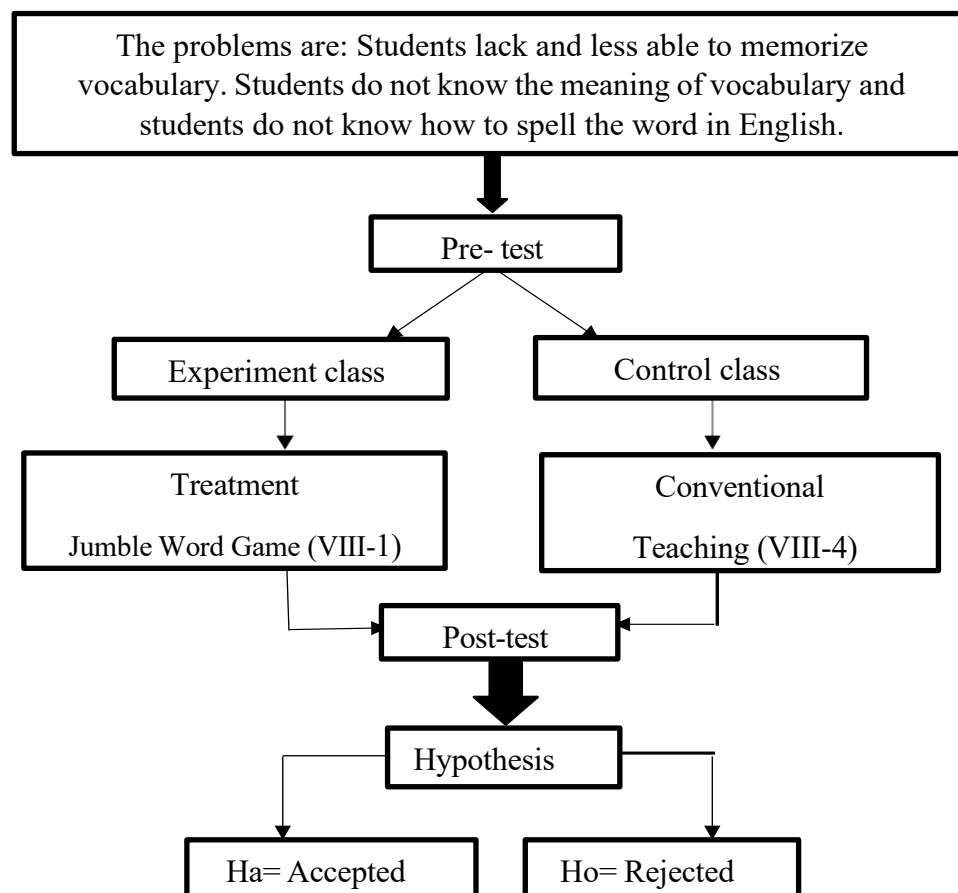 The problems are: Students lack and less able to memorize
vocabulary. Students do not know the meaning of vocabulary and
students do not know how to spell the word in English.
Pre- test
Experiment class
Control class
Treatment
Jumble Word Game (VIII-1)
Conventional
Teaching (VIII-4)
Post-test
Hypothesis
Ha= Accepted
Ho= Rejected